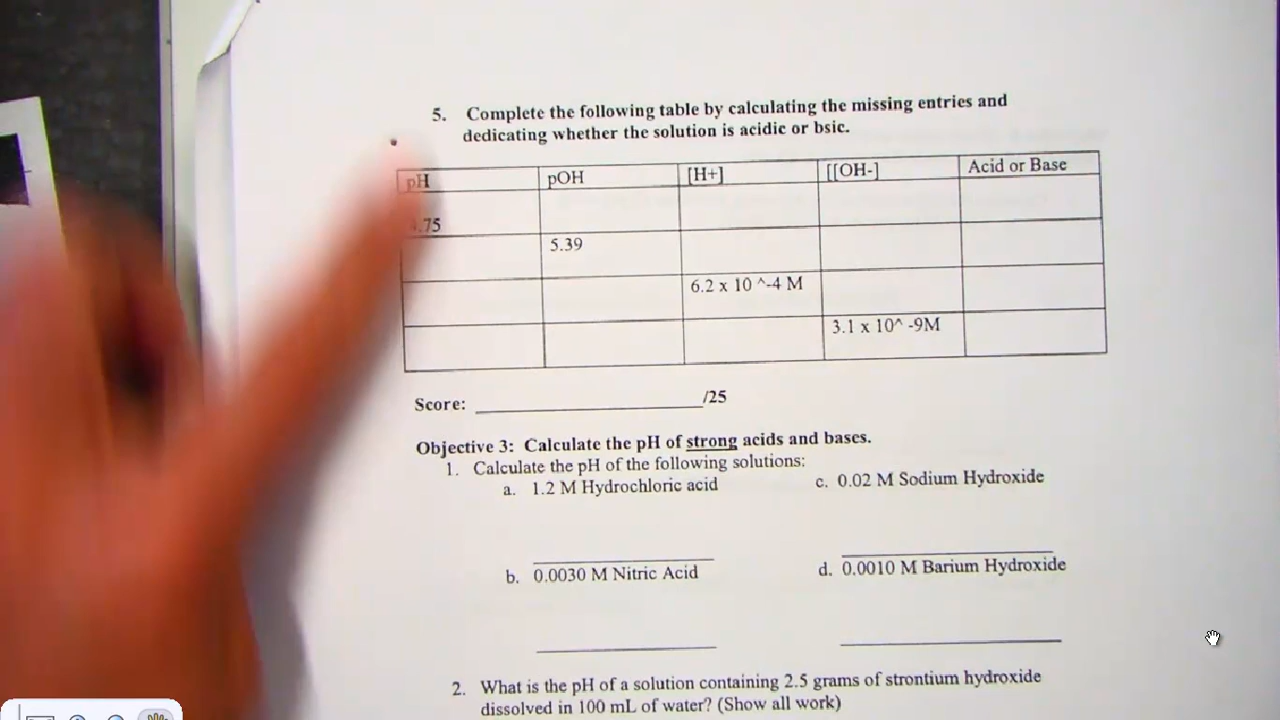 5. Complete the following table by calculating the missing entries and
dedicating whether the solution is acidic or bsic.
pH pOH [H+] [[OH-] Acid or Base
.75
5.39
6.2 x 10 ^-4 M
3.1 x 10^ -9M
Score: ____________________/25
Objective 3: Calculate the pH of strong acids and bases.
1. Calculate the pH of the following solutions:
a. 1.2 M Hydrochloric acid
c. 0.02 M Sodium Hydroxide
b. 0.0030 M Nitric Acid
d. 0.0010 M Barium Hydroxide
2. What is the pH of a solution containing 2.5 grams of strontium hydroxide
dissolved in 100 mL of water? (Show all work)